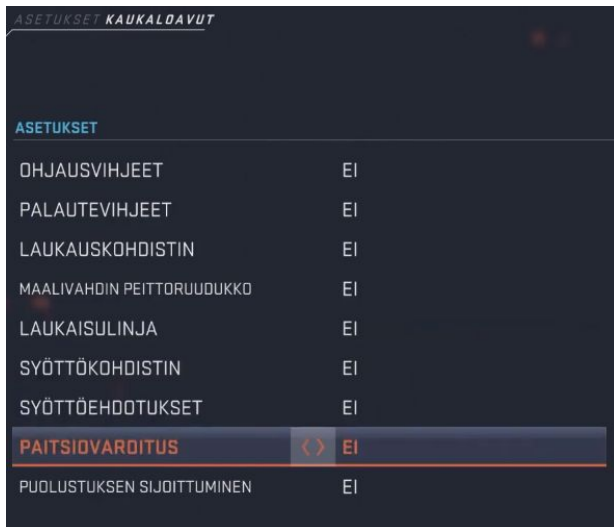 ASETUKSET KAUKALOAVUT
ASETUKSET
OHJAUSVIHJEET EI
PALAUTEVIHJEET EI
LAUKAUSKOHDISTIN EI
MAALIVAHDIN PEITTORUUDUKKO EI
LAUKAISULINJA EI
SYÖTTÖKOHDISTIN EI
SYÖTTÖEHDOTUKSET EI
PAITSIOVAROITUS <> EI
PUOLUSTUKSEN SIJOITTUMINEN EI